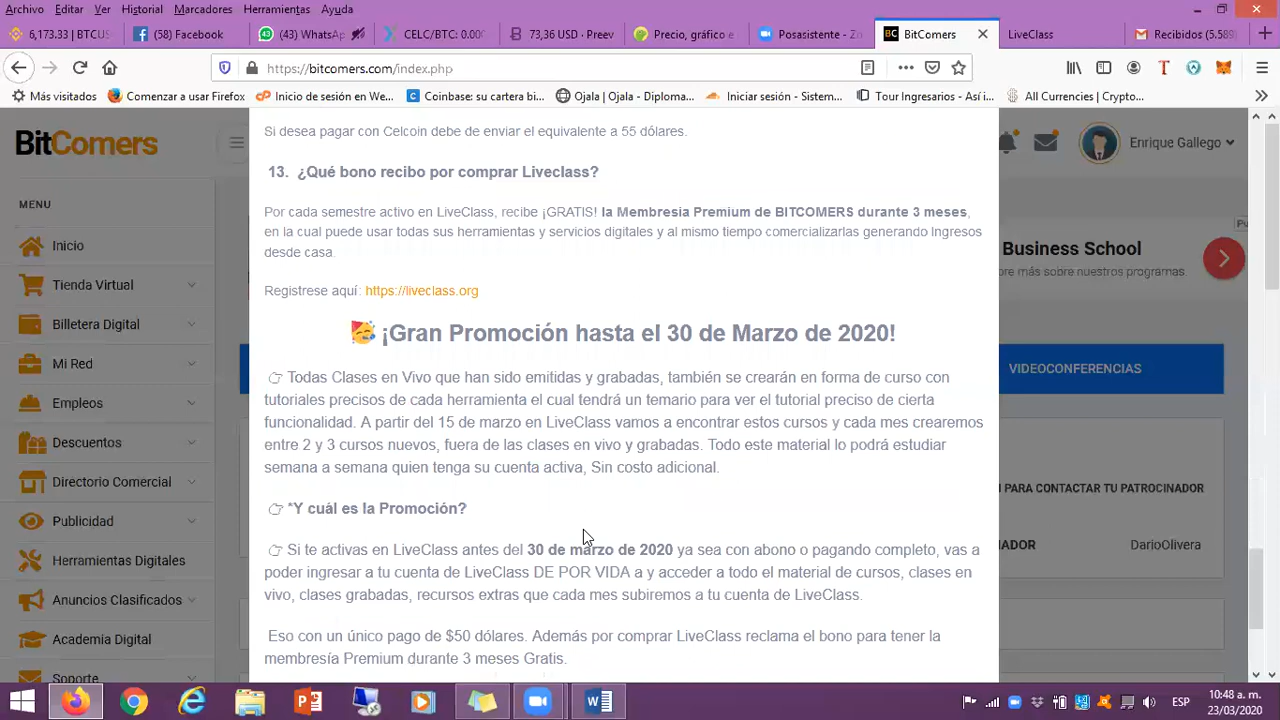 Archivo Editar Ver Historial Marcadores Herramientas Ayuda
6,173.33 | BTCUS (58) Facebook (43) WhatsAp CELC/BTC: 0.000 73,36 USD · Preev Precio, gráfico e Posasistente - Zo BitComers LiveClass Recibidos (5.589)
https://bitcomers.com/index.php
Más visitados Comenzar a usar Firefox Inicio de sesión en We... Coinbase: su cartera bi... Ojala | Ojala - Diploma... Iniciar sesión - Sistem... Tour Ingresarios - Así i... All Currencies | Crypto...
BitComers
Enrique Gallego
MENU
Inicio
Tienda Virtual
Billetera Digital
Mi Red
Empleos
Descuentos
Directorio Comercial
Publicidad
Herramientas Digitales
Anuncios Clasificados
Academia Digital
Soporte
Si desea pagar con Celcoin debe de enviar el equivalente a 55 dólares.
13. ¿Qué bono recibo por comprar Liveclass?
Por cada semestre activo en LiveClass, recibe ¡GRATIS! la Membresia Premium de BITCOMERS durante 3 meses,
en la cual puede usar todas sus herramientas y servicios digitales y al mismo tiempo comercializarlas generando Ingresos
desde casa.
Registrese aquí: https://liveclass.org
¡Gran Promoción hasta el 30 de Marzo de 2020!
Todas Clases en Vivo que han sido emitidas y grabadas, también se crearán en forma de curso con
tutoriales precisos de cada herramienta el cual tendrá un temario para ver el tutorial preciso de cierta
funcionalidad. A partir del 15 de marzo en LiveClass vamos a encontrar estos cursos y cada mes crearemos
entre 2 y 3 cursos nuevos, fuera de las clases en vivo y grabadas. Todo este material lo podrá estudiar
semana a semana quien tenga su cuenta activa, Sin costo adicional.
*Y cuál es la Promoción?
Si te activas en LiveClass antes del 30 de marzo de 2020 ya sea con abono o pagando completo, vas a
poder ingresar a tu cuenta de LiveClass DE POR VIDA a y acceder a todo el material de cursos, clases en
vivo, clases grabadas, recursos extras que cada mes subiremos a tu cuenta de LiveClass.
Eso con un único pago de $50 dólares. Además por comprar LiveClass reclama el bono para tener la
membresía Premium durante 3 meses Gratis.
Business School
ore más sobre nuestros programas.
VIDEOCONFERENCIAS
N PARA CONTACTAR TU PATROCINADOR
NADOR DarioOlivera
ESP
10:48 a. m.
23/03/2020